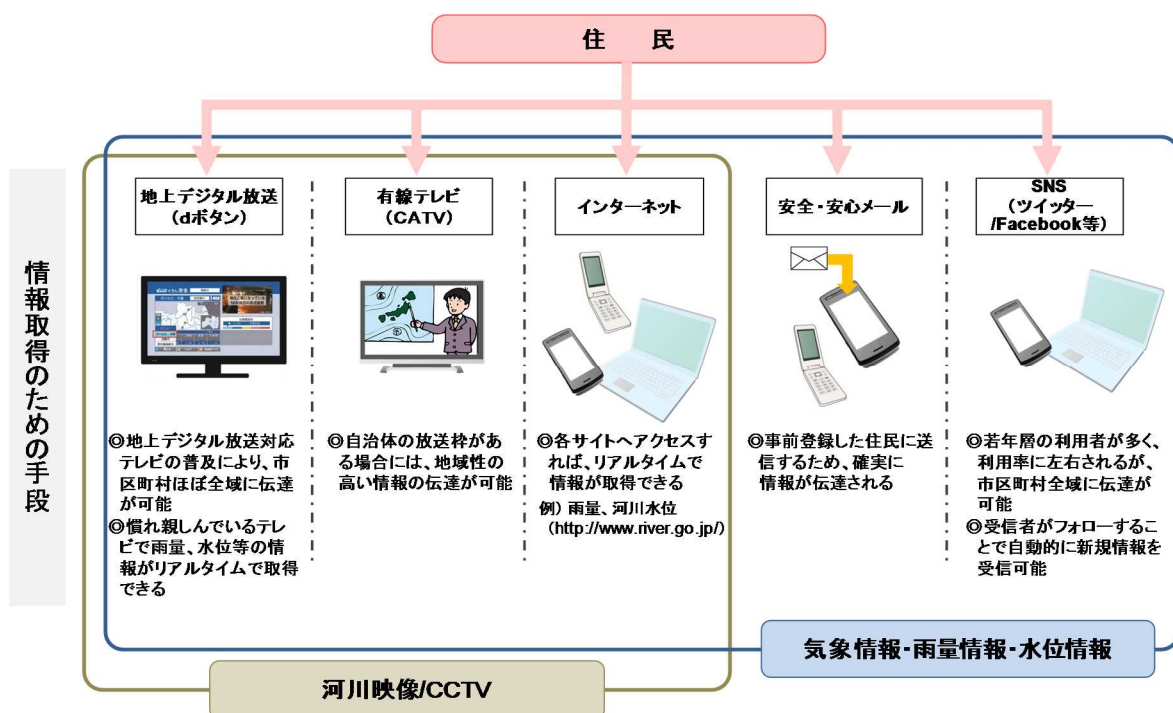 住　　民
情報取得のための手段
地上デジタル放送
（dボタン）
◎地上デジタル放送対応
テレビの普及により、市
区町村ほぼ全域に伝達
が可能
◎慣れ親しんでいるテレ
ビで雨量、水位等の情
報がリアルタイムで取得
できる
有線テレビ
（CATV）
◎自治体の放送枠があ
る場合には、地域性の
高い情報の伝達が可能
インターネット
◎各サイトへアクセスす
れば、リアルタイムで
情報が取得できる
例）雨量、河川水位
（http://www.river.go.jp/）
安全・安心メール
◎事前登録した住民に送
信するため、確実に
情報が伝達される
SNS
（ツイッター
/Facebook等）
◎若年層の利用者が多く、
利用率に左右されるが、
市区町村全域に伝達が
可能
◎受信者がフォローするこ
とで自動的に新規情報を
受信可能
気象情報・雨量情報・水位情報
河川映像/CCTV